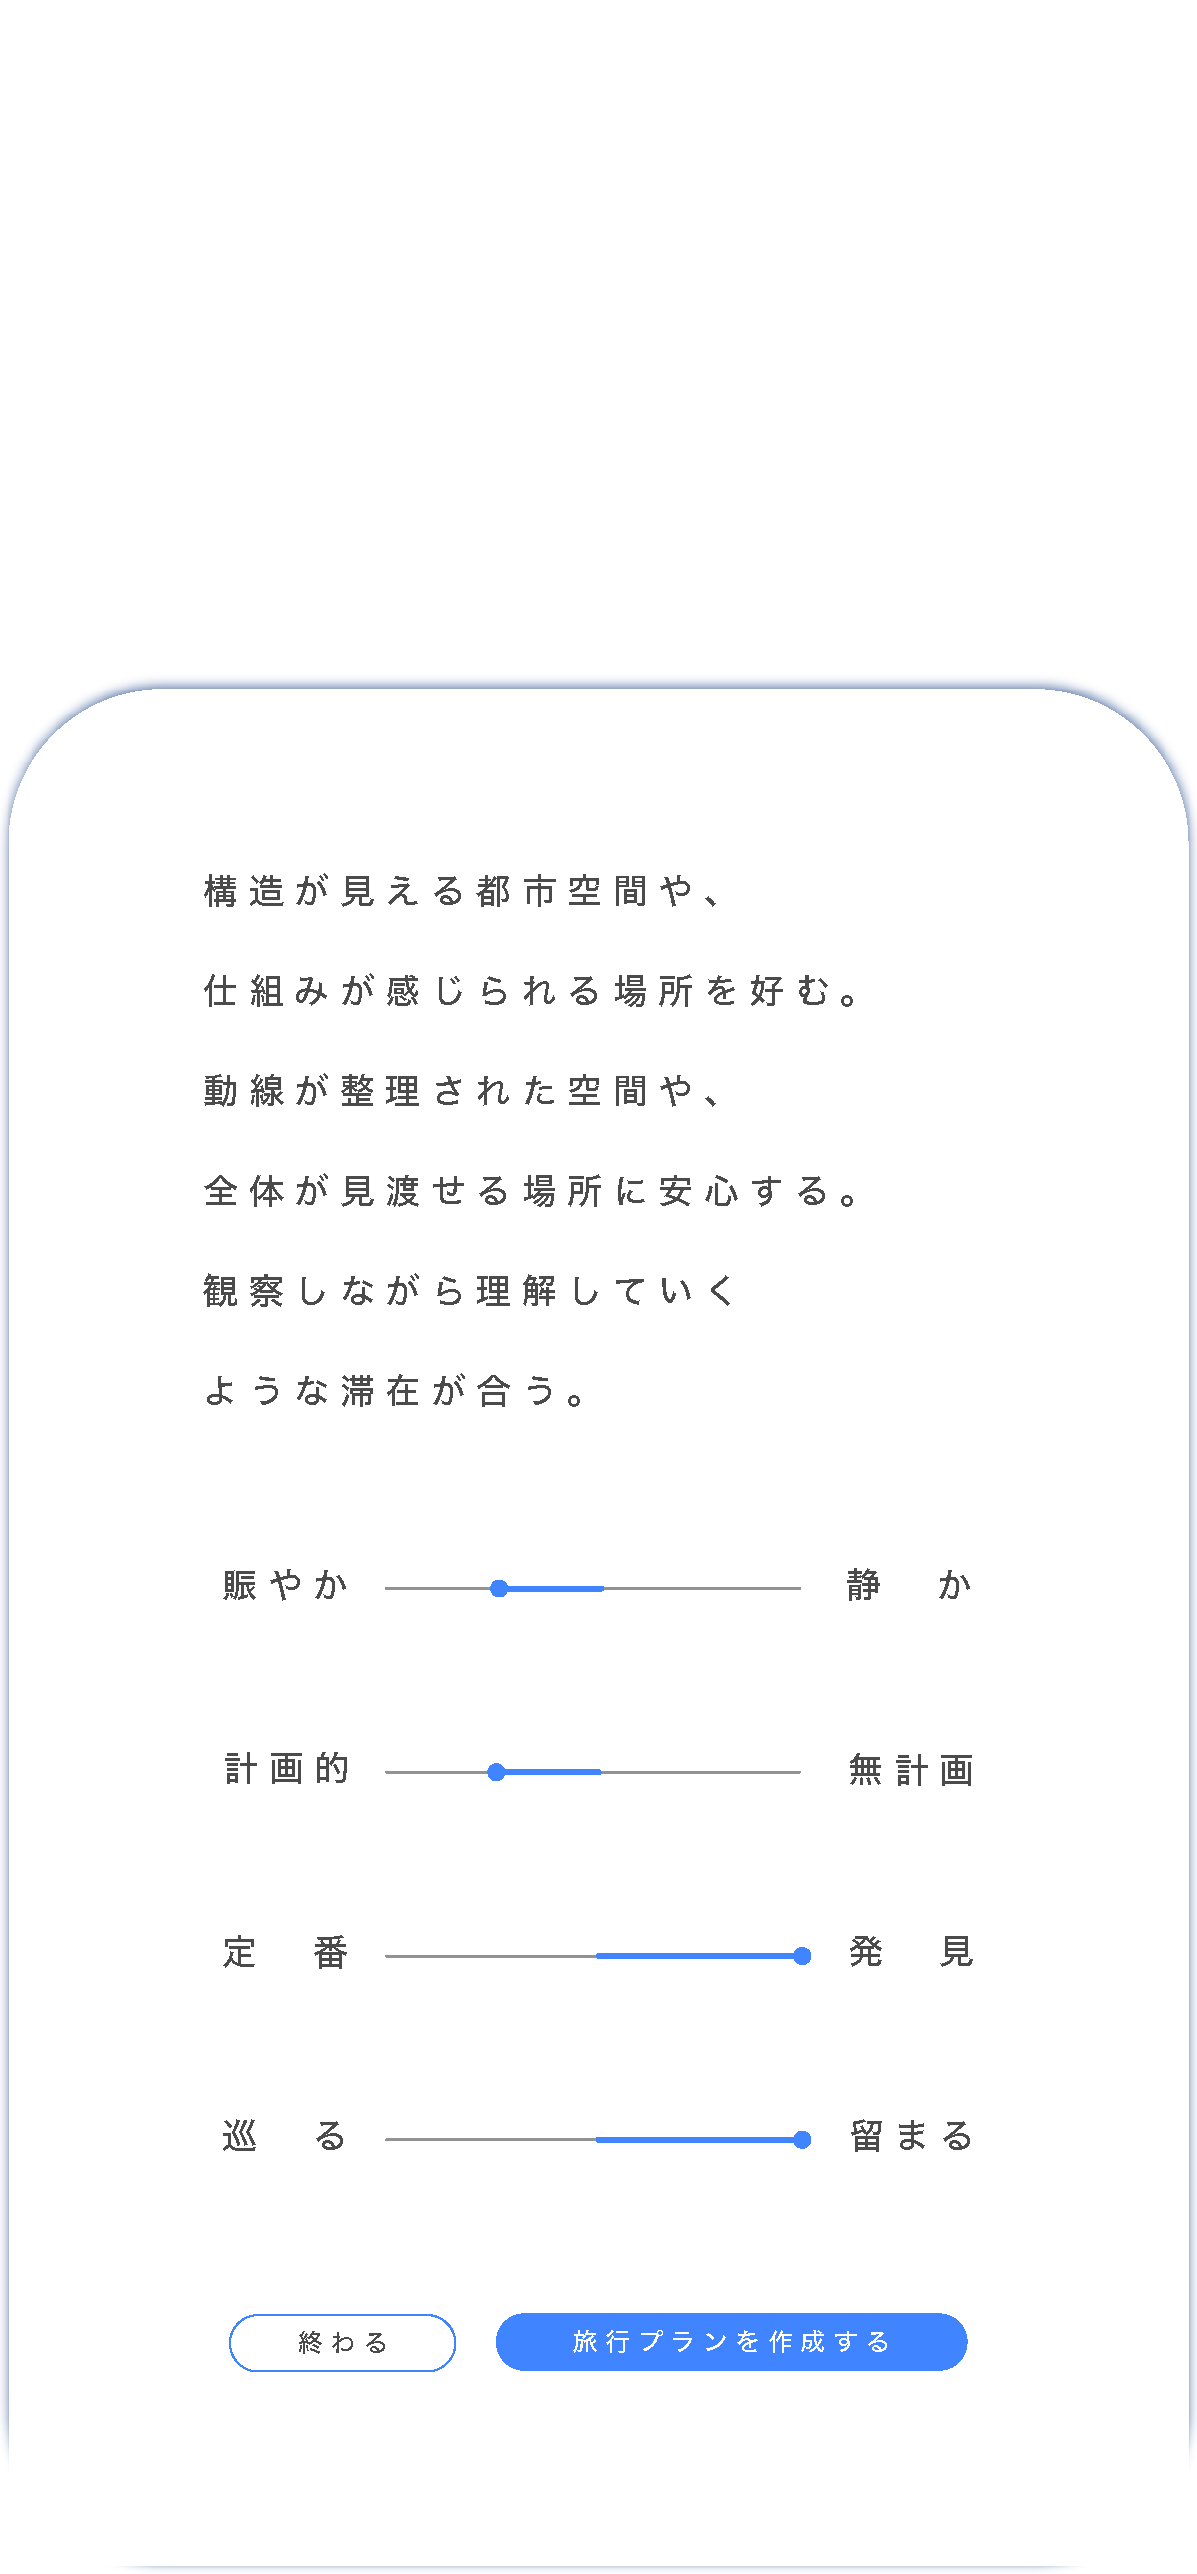 構造が見える都市空間や、
仕組みが感じられる場所を好む。
動線が整理された空間や、
全体が見渡せる場所に安心する。
観察しながら理解していく
ような滞在が合う。
賑やか 静か
計画的 無計画
定番 発見
巡る 留まる
終わる 旅行プランを作成する